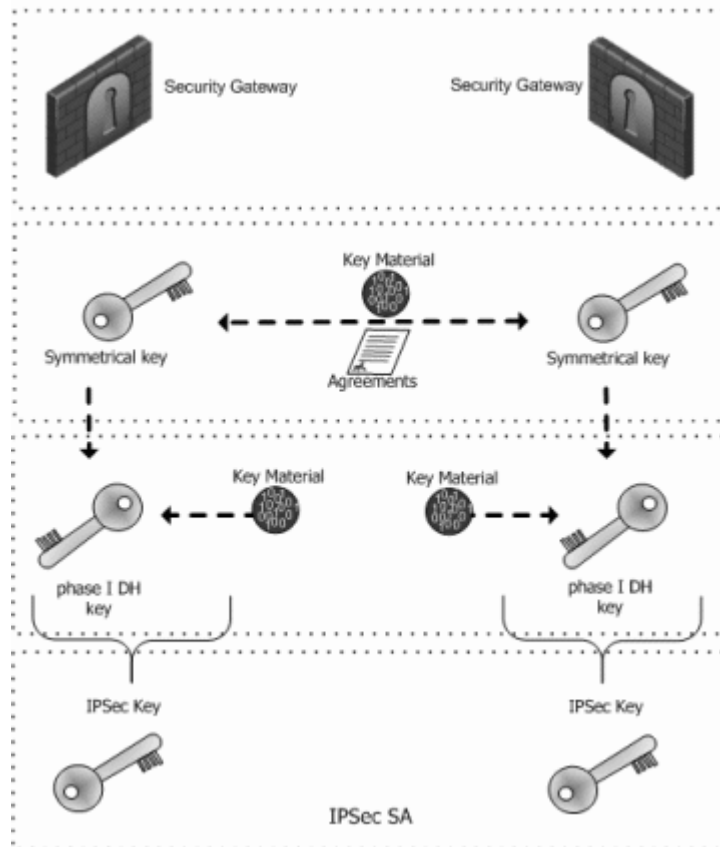 Security Gateway
Security Gateway
Key Material
Symmetrical key
Symmetrical key
Agreements
Key Material
Key Material
phase I DH
key
phase I DH
key
IPSec Key
IPSec Key
IPSec SA